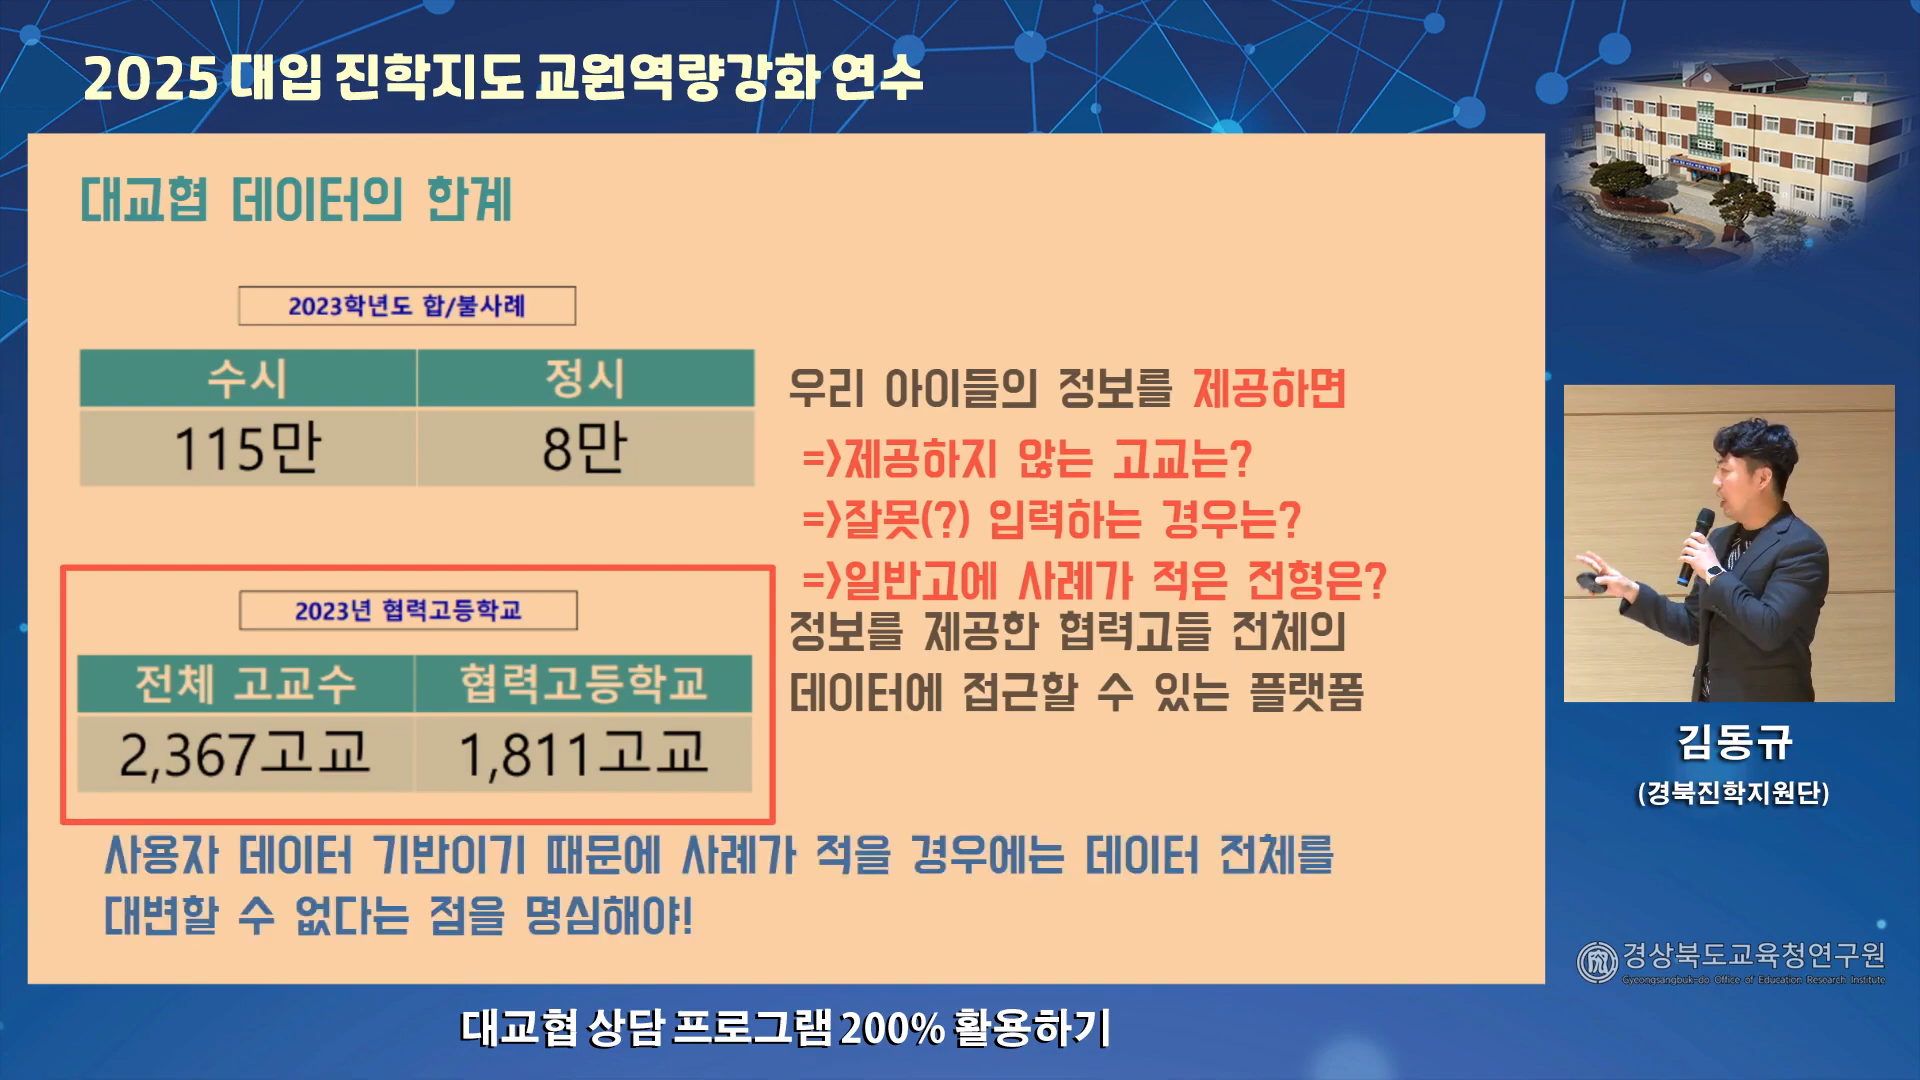 2025 대입 진학지도 교원역량강화 연수
대교협 데이터의 한계
2023학년도 합/불사례
수시 정시
115만 8만
우리 아이들의 정보를 제공하면
=>제공하지 않는 고교는?
=>잘못(?) 입력하는 경우는?
=>일반고에 사례가 적은 전형은?
2023년 협력고등학교
전체 고교수 협력고등학교
2,367고교 1,811고교
정보를 제공한 협력고들 전체의
데이터에 접근할 수 있는 플랫폼
사용자 데이터 기반이기 때문에 사례가 적을 경우에는 데이터 전체를
대변할 수 없다는 점을 명심해야!
김동규
(경북진학지원단)
경상북도교육청연구원
Gyeongsangbuk-do Office of Education Research Institute
대교협 상담 프로그램 200% 활용하기